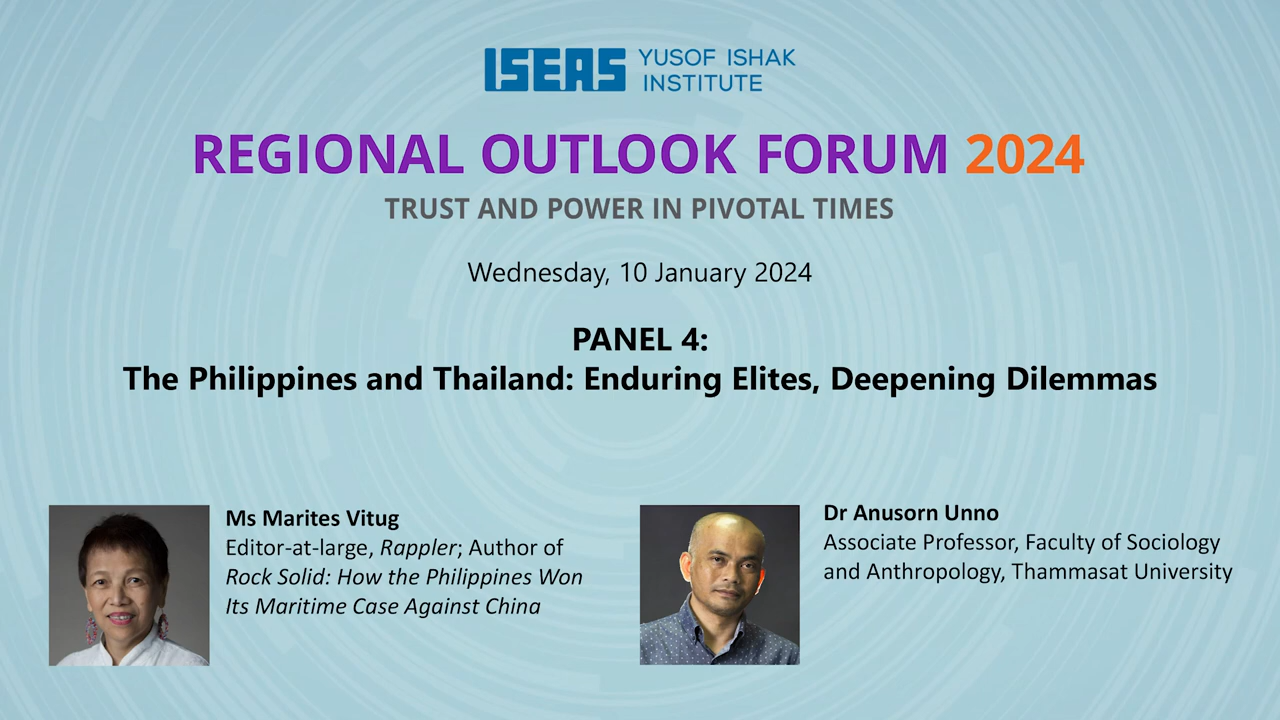 ISEAS YUSOF ISHAK
INSTITUTE
REGIONAL OUTLOOK FORUM 2024
TRUST AND POWER IN PIVOTAL TIMES
Wednesday, 10 January 2024
PANEL 4:
The Philippines and Thailand: Enduring Elites, Deepening Dilemmas
Ms Marites Vitug
Editor-at-large, Rappler; Author of
Rock Solid: How the Philippines Won
Its Maritime Case Against China
Dr Anusorn Unno
Associate Professor, Faculty of Sociology
and Anthropology, Thammasat University